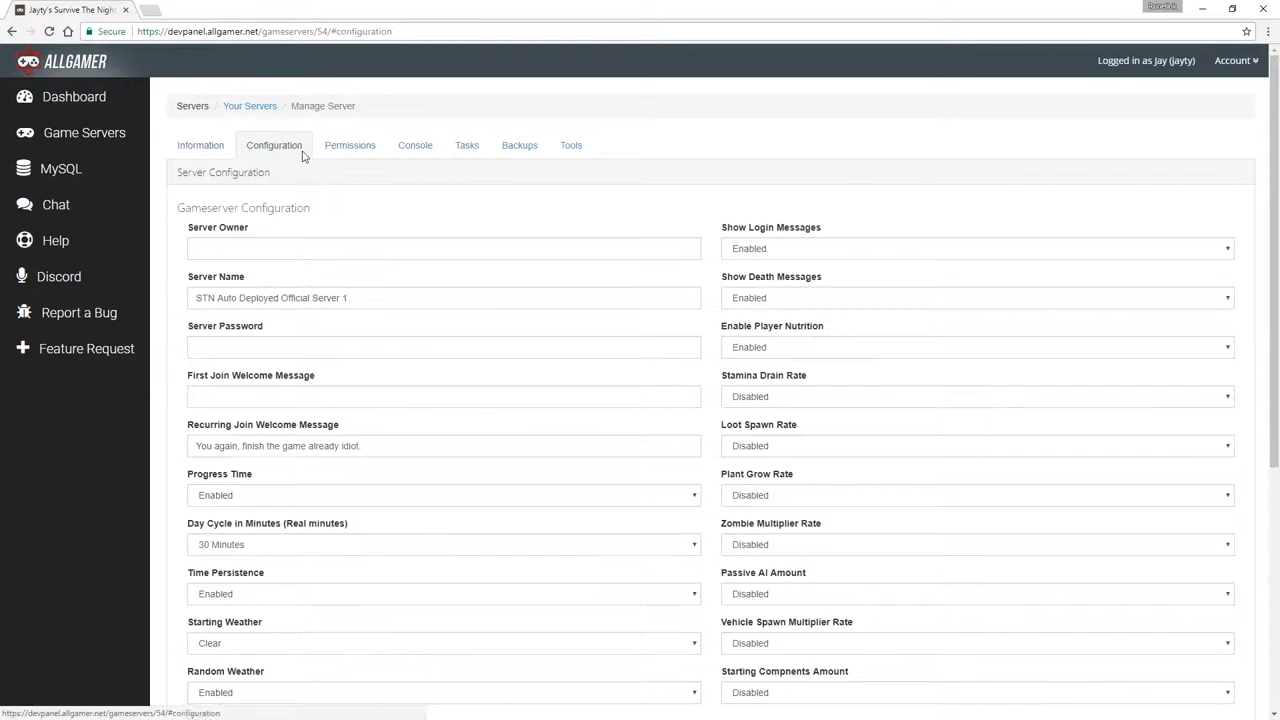 Jayty's Survive The Night
Runelink
Secure
https://devpanel.allgamer.net/gameservers/54/#configuration
ALLGAMER
Logged in as Jay (jayty)
Account
Dashboard
Game Servers
MySQL
Chat
Help
Discord
Report a Bug
Feature Request
Servers / Your Servers / Manage Server
Information
Configuration
Permissions
Console
Tasks
Backups
Tools
Server Configuration
Gameserver Configuration
Server Owner
Server Name
STN Auto Deployed Official Server 1
Server Password
First Join Welcome Message
Recurring Join Welcome Message
You again, finish the game already idiot.
Progress Time
Enabled
Day Cycle in Minutes (Real minutes)
30 Minutes
Time Persistence
Enabled
Starting Weather
Clear
Random Weather
Enabled
Show Login Messages
Enabled
Show Death Messages
Enabled
Enable Player Nutrition
Enabled
Stamina Drain Rate
Disabled
Loot Spawn Rate
Disabled
Plant Grow Rate
Disabled
Zombie Multiplier Rate
Disabled
Passive AI Amount
Disabled
Vehicle Spawn Multiplier Rate
Disabled
Starting Compnents Amount
Disabled
https://devpanel.allgamer.net/gameservers/54/#configuration